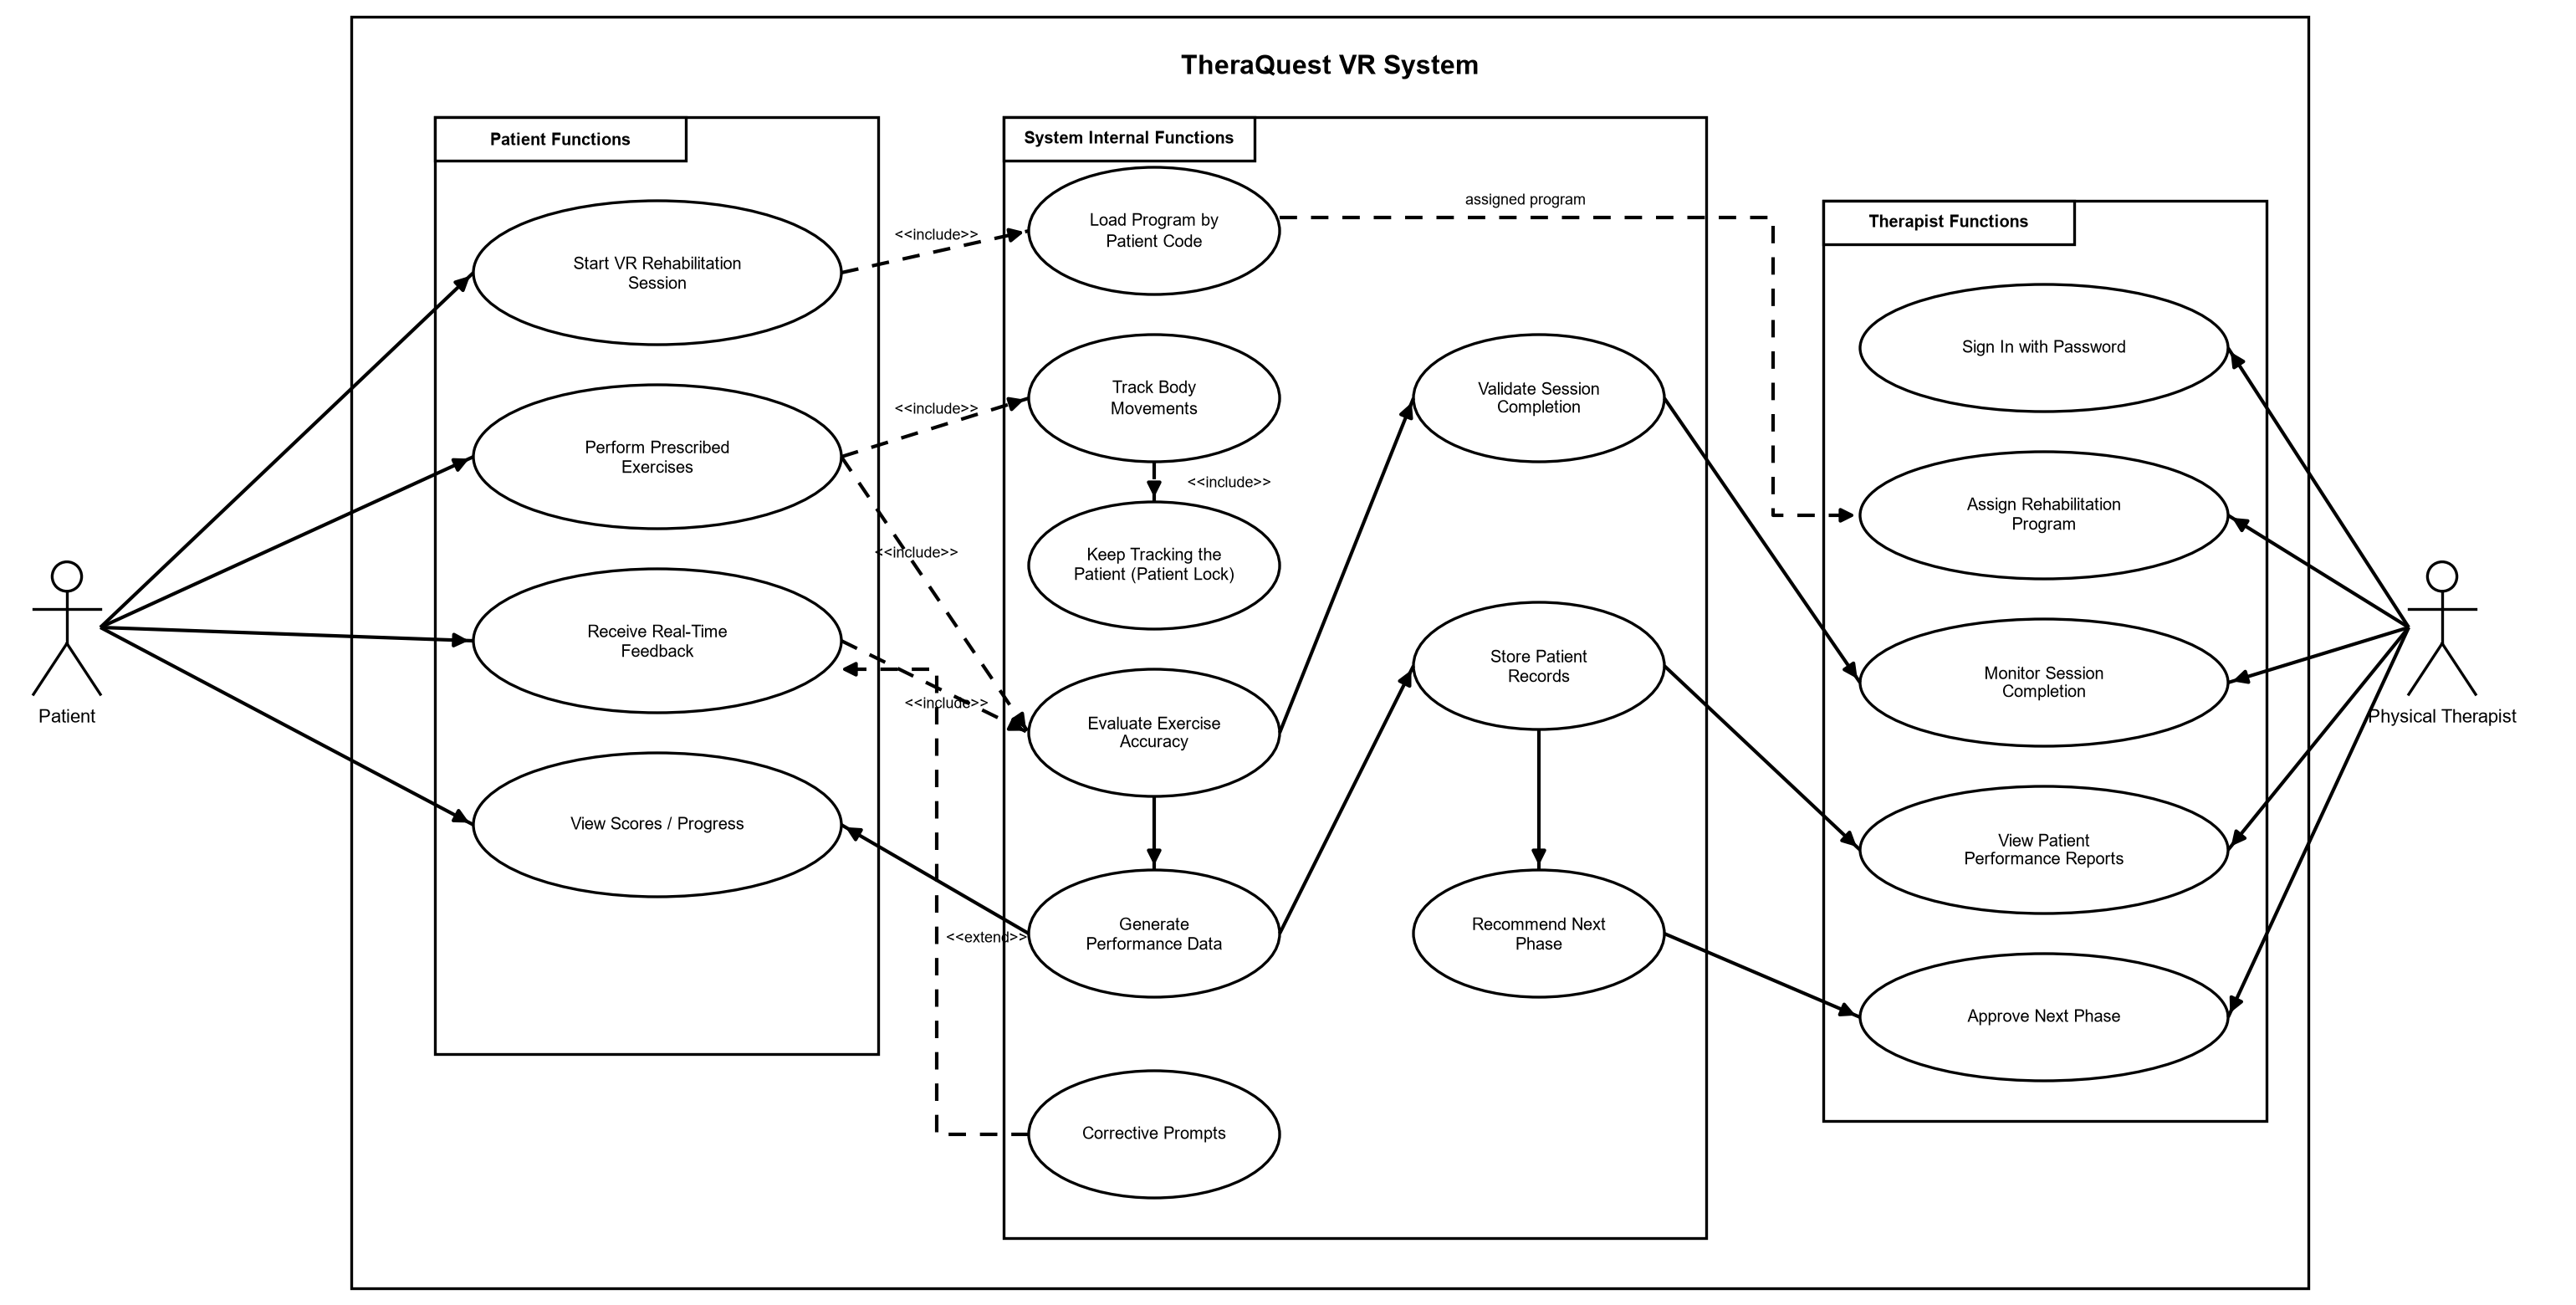 TheraQuest VR System
Patient Functions
Start VR Rehabilitation
Session
Perform Prescribed
Exercises
Receive Real-Time
Feedback
View Scores / Progress
Patient
<<include>>
<<include>>
<<include>>
<<include>>
<<extend>>
System Internal Functions
Load Program by
Patient Code
Track Body
Movements
<<include>>
Keep Tracking the
Patient (Patient Lock)
Evaluate Exercise
Accuracy
Generate
Performance Data
Corrective Prompts
Validate Session
Completion
Store Patient
Records
Recommend Next
Phase
assigned program
Therapist Functions
Sign In with Password
Assign Rehabilitation
Program
Monitor Session
Completion
View Patient
Performance Reports
Approve Next Phase
Physical Therapist